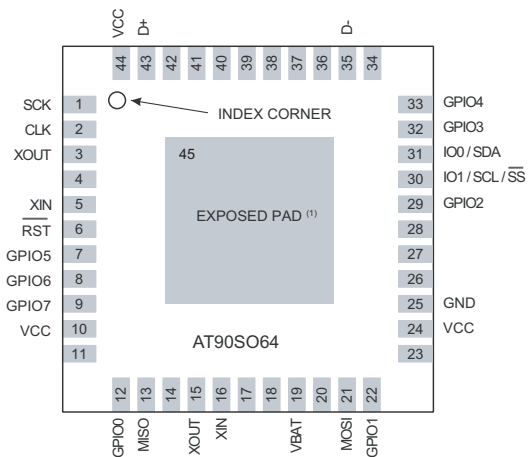 VCC D+ D-
44 43 42 41 40 39 38 37 36 35 34
INDEX CORNER
SCK 1
CLK 2
XOUT 3
4
XIN 5
R̅S̅T̅ 6
GPIO5 7
GPIO6 8
GPIO7 9
VCC 10
11
45
EXPOSED PAD (1)
AT90SO64
33 GPIO4
32 GPIO3
31 IO0 / SDA
30 IO1 / SCL / S̅S̅
29 GPIO2
28
27
26
25 GND
24 VCC
23
12 13 14 15 16 17 18 19 20 21 22
GPIO0 MISO XOUT XIN VBAT MOSI GPIO1